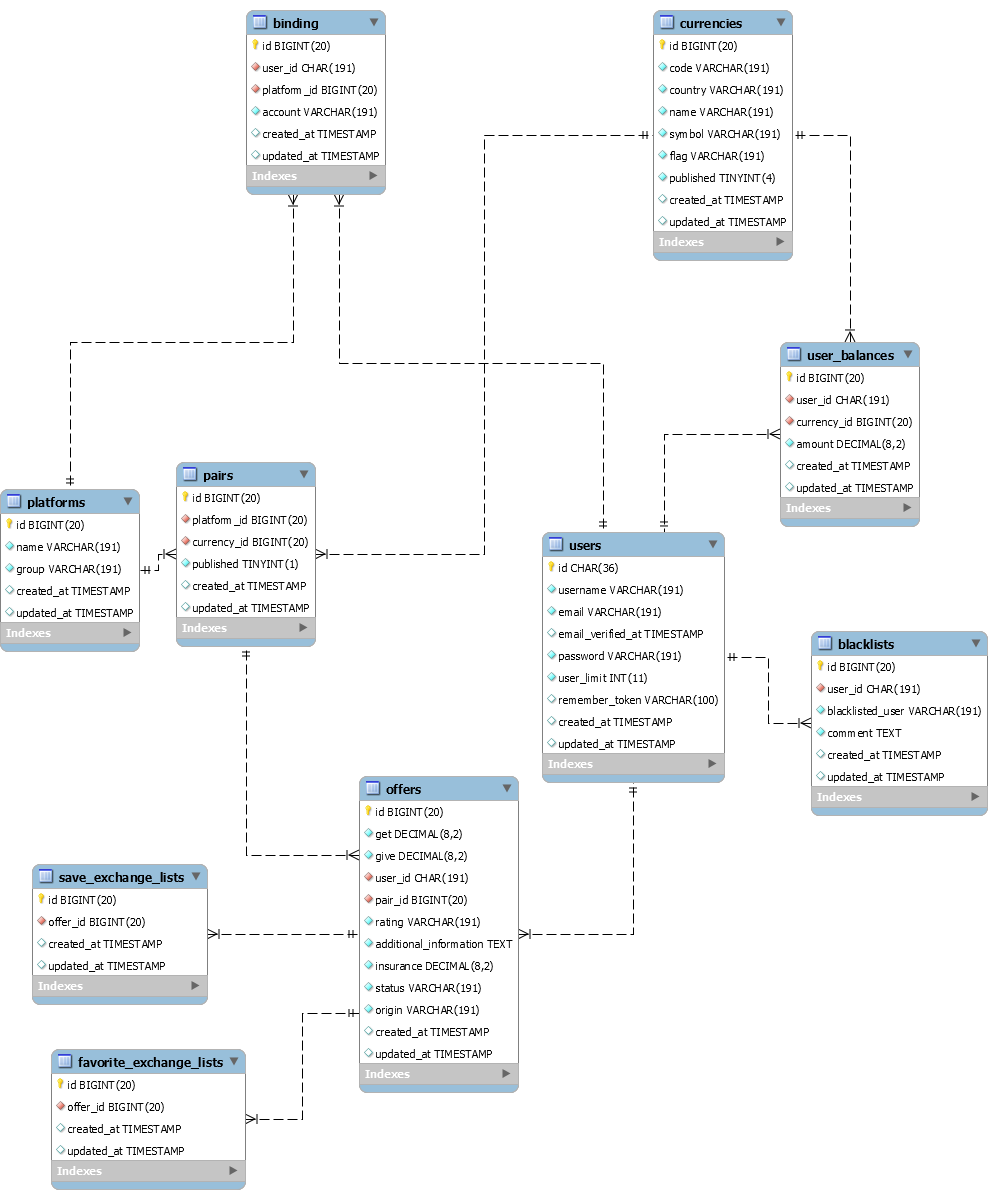 binding
id BIGINT(20)
user_id CHAR(191)
platform_id BIGINT(20)
account VARCHAR(191)
created_at TIMESTAMP
updated_at TIMESTAMP
Indexes
currencies
id BIGINT(20)
code VARCHAR(191)
country VARCHAR(191)
name VARCHAR(191)
symbol VARCHAR(191)
flag VARCHAR(191)
published TINYINT(4)
created_at TIMESTAMP
updated_at TIMESTAMP
Indexes
user_balances
id BIGINT(20)
user_id CHAR(191)
currency_id BIGINT(20)
amount DECIMAL(8,2)
created_at TIMESTAMP
updated_at TIMESTAMP
Indexes
platforms
id BIGINT(20)
name VARCHAR(191)
group VARCHAR(191)
created_at TIMESTAMP
updated_at TIMESTAMP
Indexes
pairs
id BIGINT(20)
platform_id BIGINT(20)
currency_id BIGINT(20)
published TINYINT(1)
created_at TIMESTAMP
updated_at TIMESTAMP
Indexes
users
id CHAR(36)
username VARCHAR(191)
email VARCHAR(191)
email_verified_at TIMESTAMP
password VARCHAR(191)
user_limit INT(11)
remember_token VARCHAR(100)
created_at TIMESTAMP
updated_at TIMESTAMP
Indexes
blacklists
id BIGINT(20)
user_id CHAR(191)
blacklisted_user VARCHAR(191)
comment TEXT
created_at TIMESTAMP
updated_at TIMESTAMP
Indexes
offers
id BIGINT(20)
get DECIMAL(8,2)
give DECIMAL(8,2)
user_id CHAR(191)
pair_id BIGINT(20)
rating VARCHAR(191)
additional_information TEXT
insurance DECIMAL(8,2)
status VARCHAR(191)
origin VARCHAR(191)
created_at TIMESTAMP
updated_at TIMESTAMP
Indexes
save_exchange_lists
id BIGINT(20)
offer_id BIGINT(20)
created_at TIMESTAMP
updated_at TIMESTAMP
Indexes
favorite_exchange_lists
id BIGINT(20)
offer_id BIGINT(20)
created_at TIMESTAMP
updated_at TIMESTAMP
Indexes